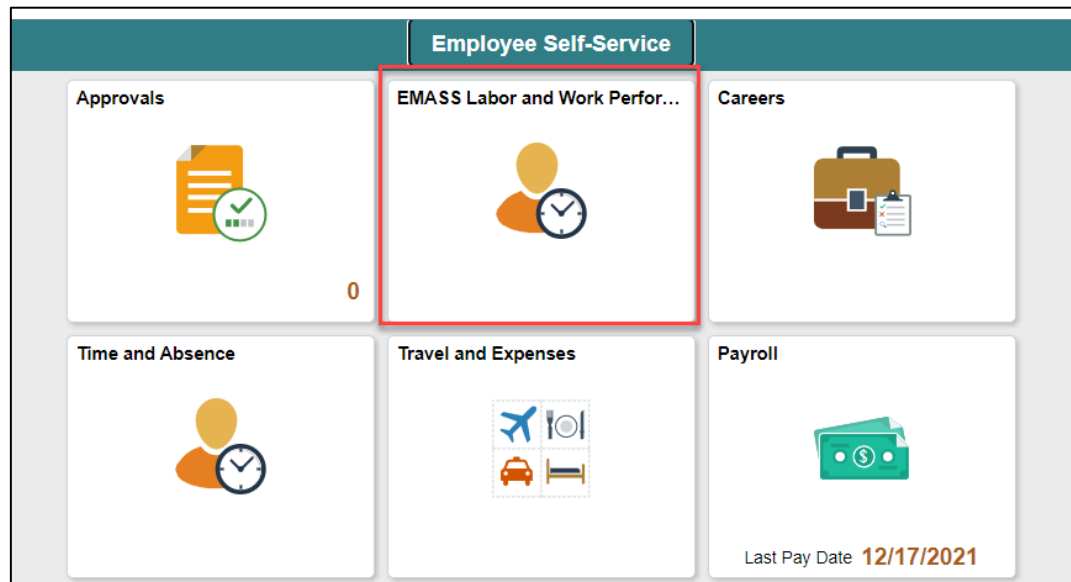 Employee Self-Service
Approvals
EMASS Labor and Work Perfor...
Careers
0
Time and Absence
Travel and Expenses
Payroll
Last Pay Date 12/17/2021